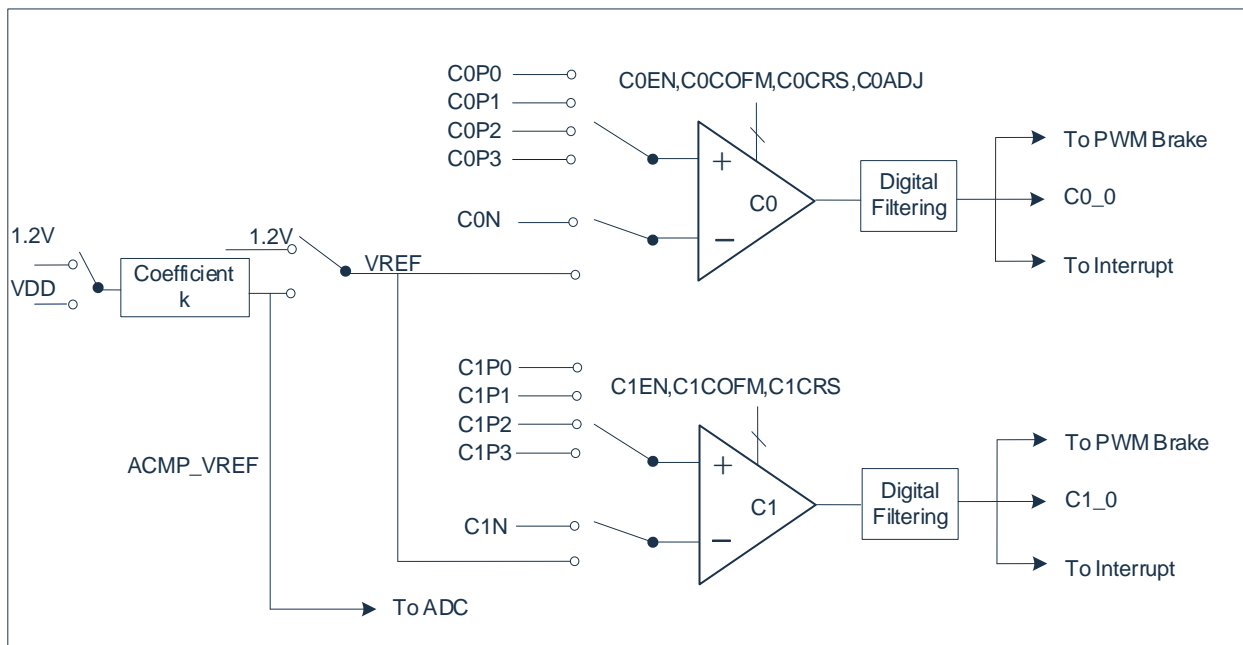 C0P0
C0P1
C0P2
C0P3
C0N
C0EN,C0COFM,C0CRS,C0ADJ
+
C0
−
Digital
Filtering
To PWM Brake
C0_0
To Interrupt
1.2V
VDD
Coefficient
k
1.2V
VREF
ACMP_VREF
To ADC
C1P0
C1P1
C1P2
C1P3
C1N
C1EN,C1COFM,C1CRS
+
C1
−
Digital
Filtering
To PWM Brake
C1_0
To Interrupt